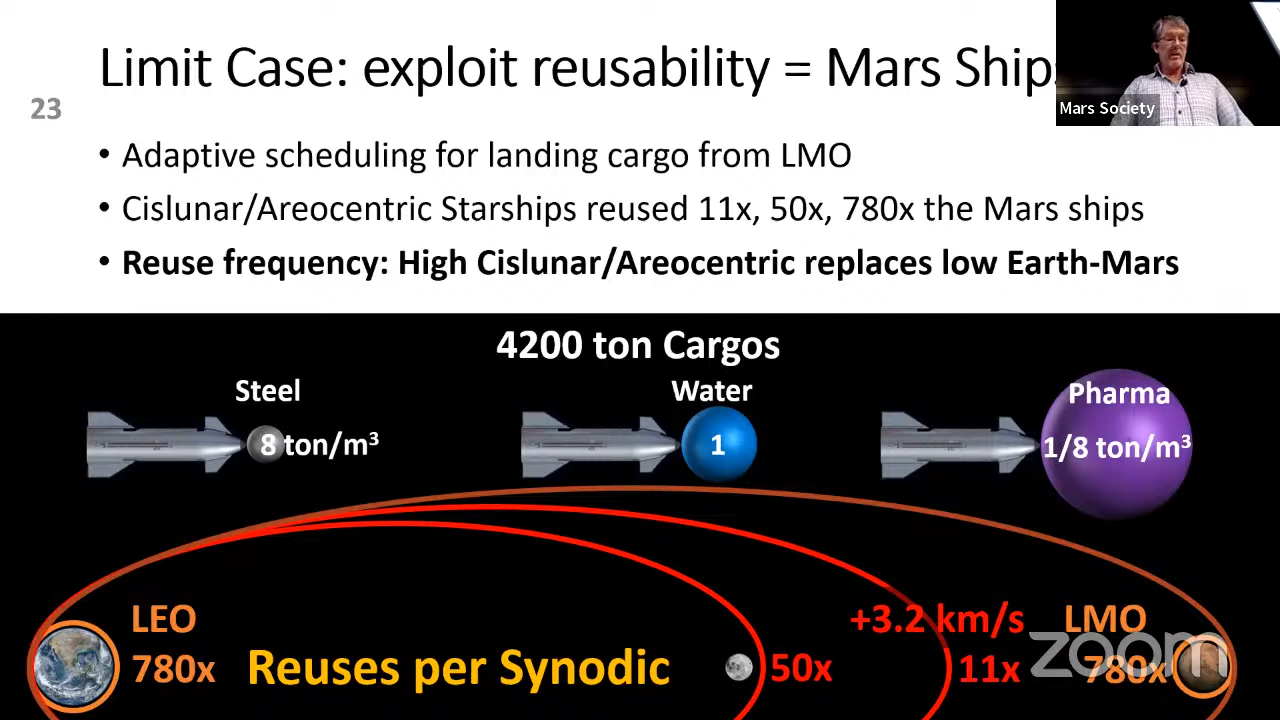 Limit Case: exploit reusability = Mars Ships
Mars Society
23
• Adaptive scheduling for landing cargo from LMO
• Cislunar/Areocentric Starships reused 11x, 50x, 780x the Mars ships
• Reuse frequency: High Cislunar/Areocentric replaces low Earth-Mars
4200 ton Cargos
Steel
Water
Pharma
8 ton/m³
1
1/8 ton/m³
LEO
+3.2 km/s
LMO
780x
Reuses per Synodic
50x
11x
780x
zoom